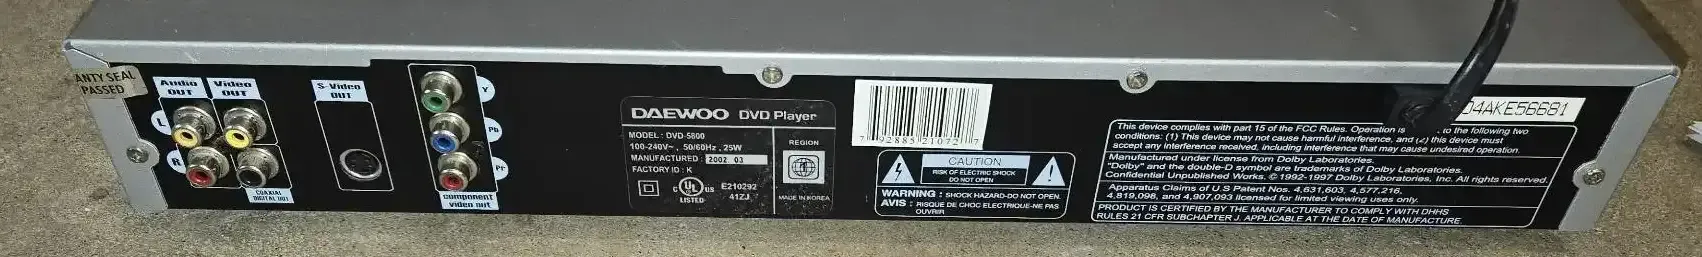 ANTY SEAL
PASSED
Audio
OUT
Video
OUT
L
R
COAXIAL
DIGITAL OUT
S-Video
OUT
Y
Pb
Pr
component
video out
DAEWOO DVD Player
MODEL : DVD-5800
100-240V~, 50/60Hz, 25W
MANUFACTURED : 2002. 03
FACTORY ID : K
C UL US E210292
LISTED 41ZJ
REGION
1
MADE IN KOREA
7 92885 21072 7
CAUTION
RISK OF ELECTRIC SHOCK
DO NOT OPEN
WARNING : SHOCK HAZARD-DO NOT OPEN.
AVIS : RISQUE DE CHOC ELECTRIQUE-NE PAS
OUVRIR
04AKE56681
This device complies with part 15 of the FCC Rules. Operation is to the following two
conditions: (1) This device may not cause harmful interference, and (2) this device must
accept any interference received, including interference that may cause undesired operation.
Manufactured under license from Dolby Laboratories.
"Dolby" and the double-D symbol are trademarks of Dolby Laboratories.
Confidential Unpublished Works. © 1992-1997 Dolby Laboratories, Inc. All rights reserved.
Apparatus Claims of U.S Patent Nos. 4,631,603, 4,577,216,
4,819,098, and 4,907,093 licensed for limited viewing uses only.
PRODUCT IS CERTIFIED BY THE MANUFACTURER TO COMPLY WITH DHHS
RULES 21 CFR SUBCHAPTER J. APPLICABLE AT THE DATE OF MANUFACTURE.